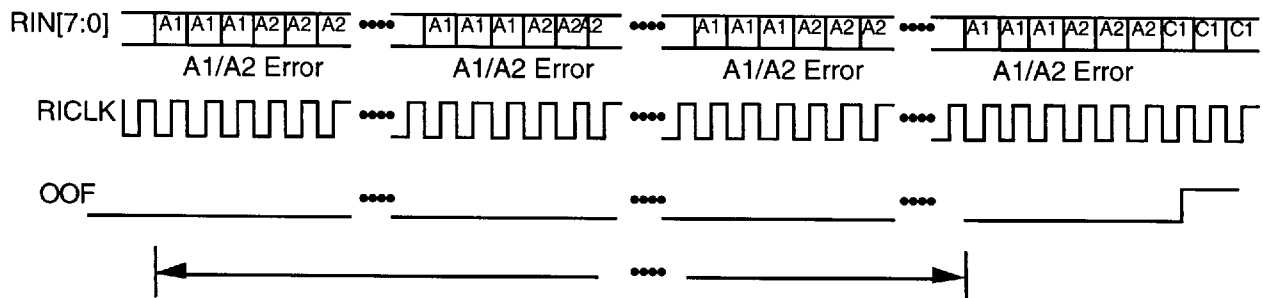 RIN[7:0] A1 A1 A1 A2 A2 A2 •••• A1 A1 A1 A2 A2 A2 •••• A1 A1 A1 A2 A2 A2 •••• A1 A1 A1 A2 A2 A2 C1 C1 C1
A1/A2 Error A1/A2 Error A1/A2 Error A1/A2 Error
RICLK •••• •••• ••••
OOF •••• •••• ••••
••••